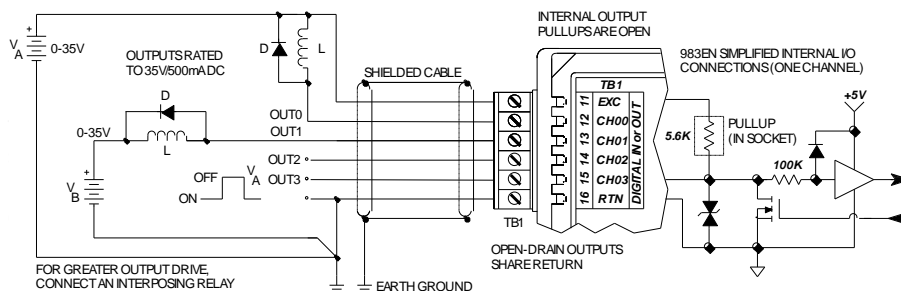 V
A
0-35V
OUTPUTS RATED
TO 35V/500mA DC
D
L
0-35V
D
L
V
B
OFF
ON
V
A
OUT0
OUT1
OUT2
OUT3
SHIELDED CABLE
TB1
FOR GREATER OUTPUT DRIVE,
CONNECT AN INTERPOSING RELAY
EARTH GROUND
INTERNAL OUTPUT
PULLUPS ARE OPEN
TB1
11 EXC
12 CH00
13 CH01
14 CH02
15 CH03
16 RTN
DIGITAL IN or OUT
OPEN-DRAIN OUTPUTS
SHARE RETURN
983EN SIMPLIFIED INTERNAL I/O
CONNECTIONS (ONE CHANNEL)
+5V
5.6K
PULLUP
(IN SOCKET)
100K